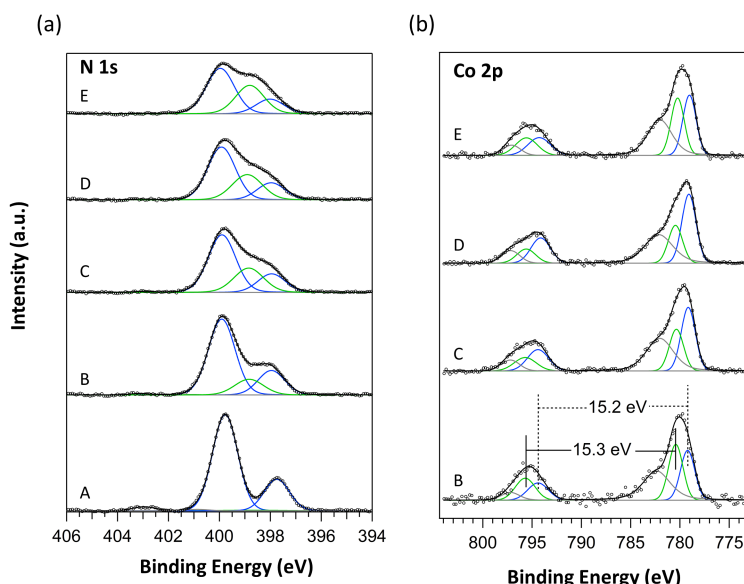 (a)
(b)
N 1s
E
D
C
B
A
406
404
402
400
398
396
394
Binding Energy (eV)
Intensity (a.u.)
Co 2p
E
D
C
15.2 eV
15.3 eV
B
800
795
790
785
780
775
Binding Energy (eV)